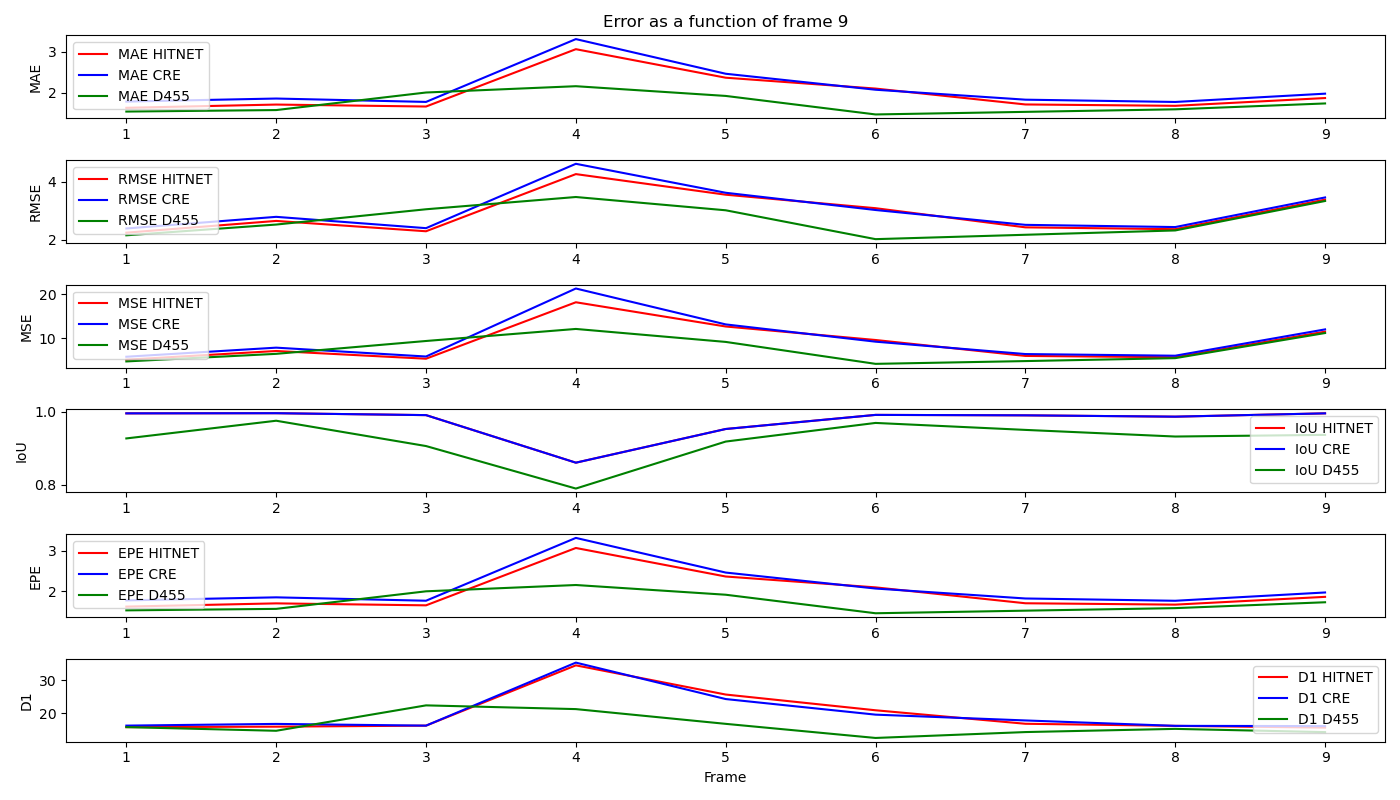 Error as a function of frame 9
MAE
3
2
MAE HITNET
MAE CRE
MAE D455
1 2 3 4 5 6 7 8 9
RMSE
4
2
RMSE HITNET
RMSE CRE
RMSE D455
1 2 3 4 5 6 7 8 9
MSE
20
10
MSE HITNET
MSE CRE
MSE D455
1 2 3 4 5 6 7 8 9
IoU
1.0
0.8
IoU HITNET
IoU CRE
IoU D455
1 2 3 4 5 6 7 8 9
EPE
3
2
EPE HITNET
EPE CRE
EPE D455
1 2 3 4 5 6 7 8 9
D1
30
20
D1 HITNET
D1 CRE
D1 D455
1 2 3 4 5 6 7 8 9
Frame